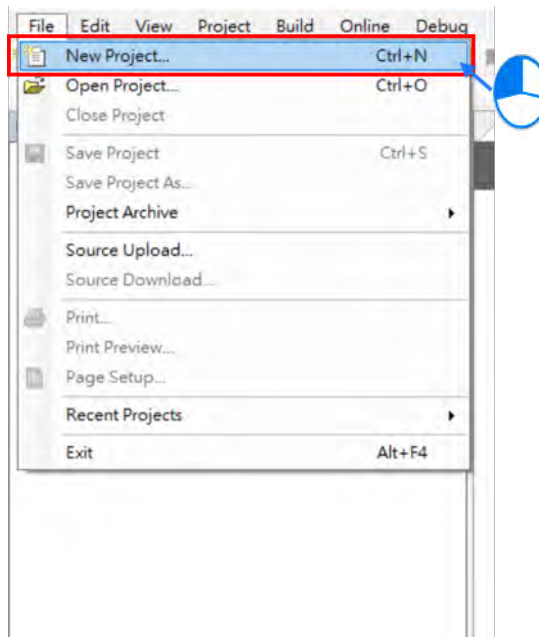 File Edit View Project Build Online Debug
New Project... Ctrl+N
Open Project... Ctrl+O
Close Project
Save Project Ctrl+S
Save Project As...
Project Archive
Source Upload...
Source Download...
Print...
Print Preview...
Page Setup...
Recent Projects
Exit Alt+F4